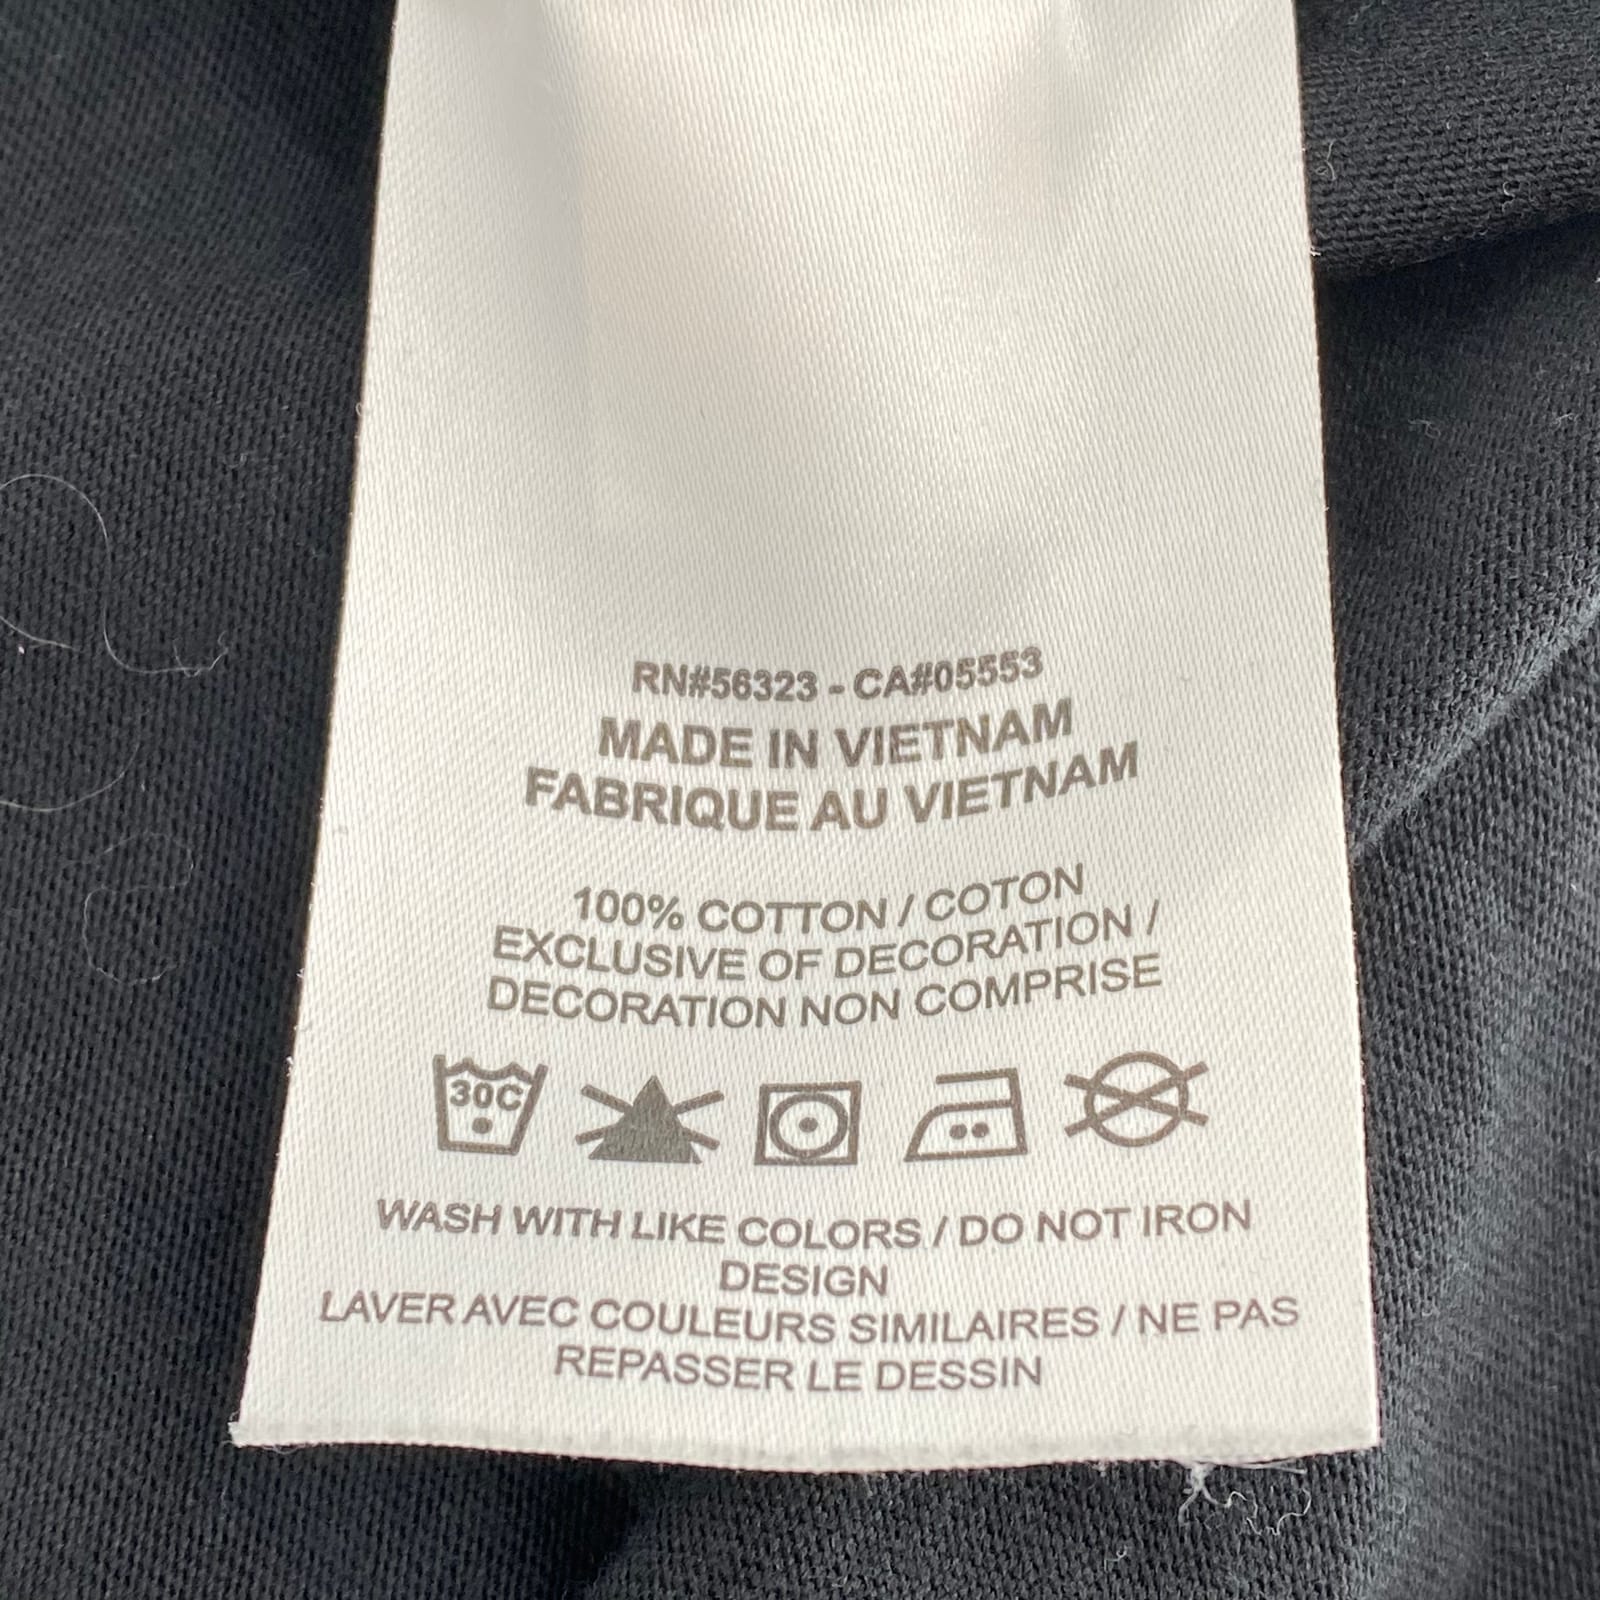 RN#56323 - CA#05553
MADE IN VIETNAM
FABRIQUE AU VIETNAM
100% COTTON / COTON
EXCLUSIVE OF DECORATION /
DECORATION NON COMPRISE
30C
WASH WITH LIKE COLORS / DO NOT IRON
DESIGN
LAVER AVEC COULEURS SIMILAIRES / NE PAS
REPASSER LE DESSIN